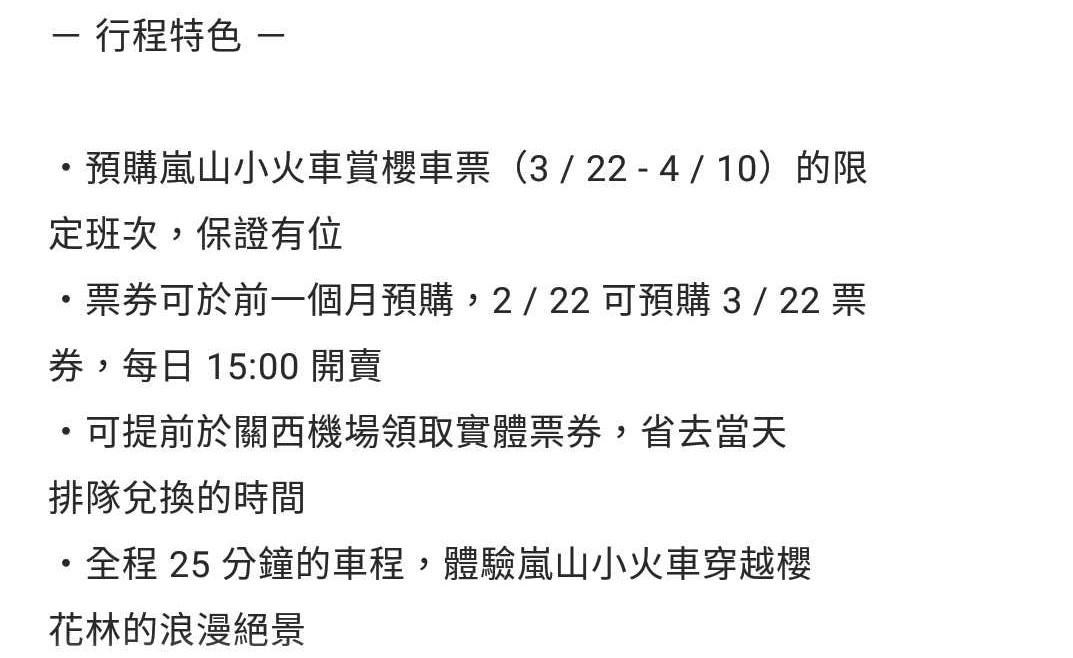 － 行程特色 －
・預購嵐山小火車賞櫻車票（3 / 22 - 4 / 10）的限
定班次，保證有位
・票券可於前一個月預購，2 / 22 可預購 3 / 22 票
券，每日 15:00 開賣
・可提前於關西機場領取實體票券，省去當天
排隊兌換的時間
・全程 25 分鐘的車程，體驗嵐山小火車穿越櫻
花林的浪漫絕景